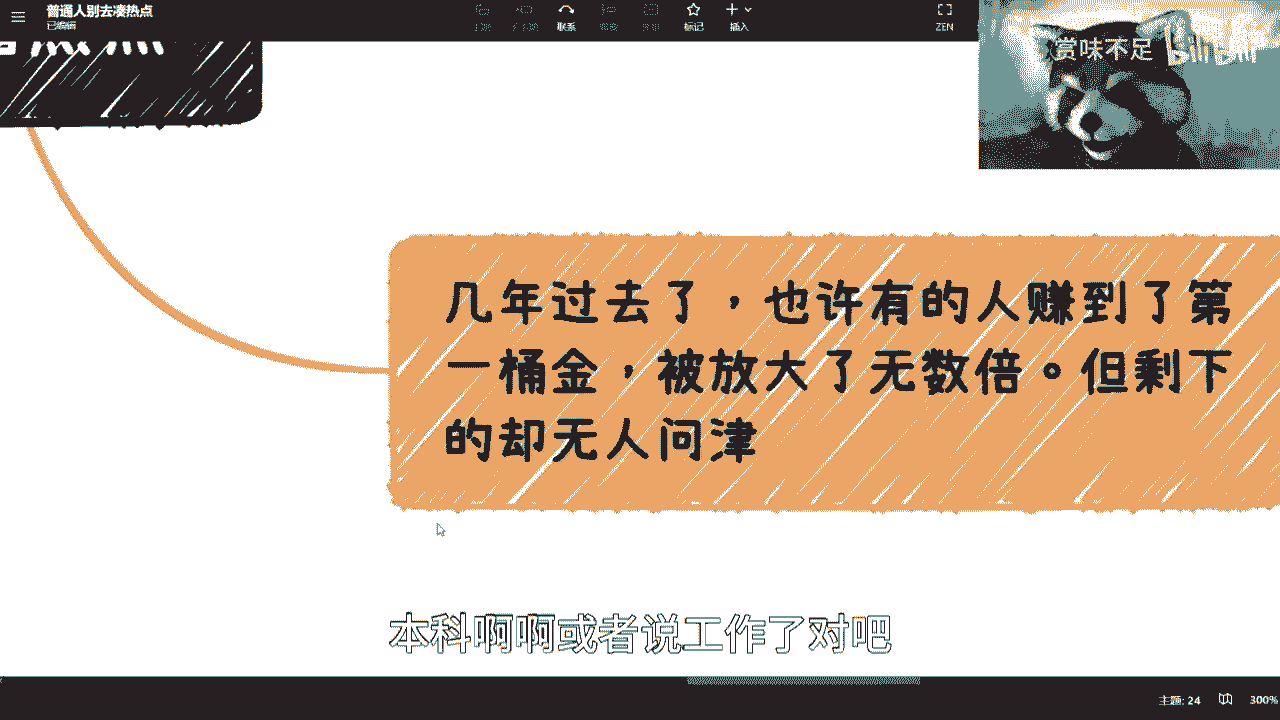 普通人别去凑热点
已编辑
联系
标记
插入
ZEN
赏味不足
bilibili
几年过去了，也许有的人赚到了第
一桶金，被放大了无数倍。但剩下
的却无人问津
本科啊啊或者说工作了对吧
主题: 24
300%